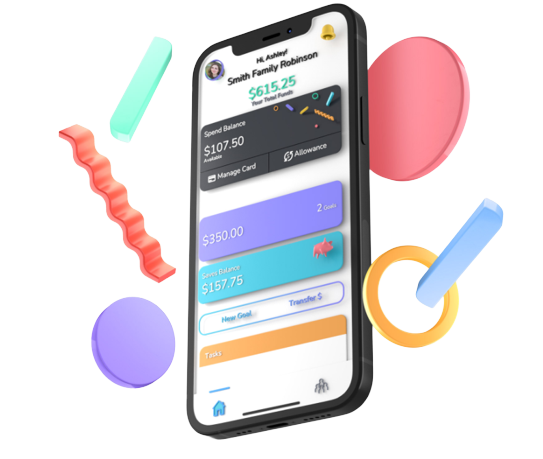 Hi, Ashley!
Smith Family Robinson
$615.25
Your Total Funds
Spend Balance
$107.50
Available
Manage Card
Allowance
2 Goals
$350.00
Saves Balance
$157.75
New Goal
Transfer $
Tasks